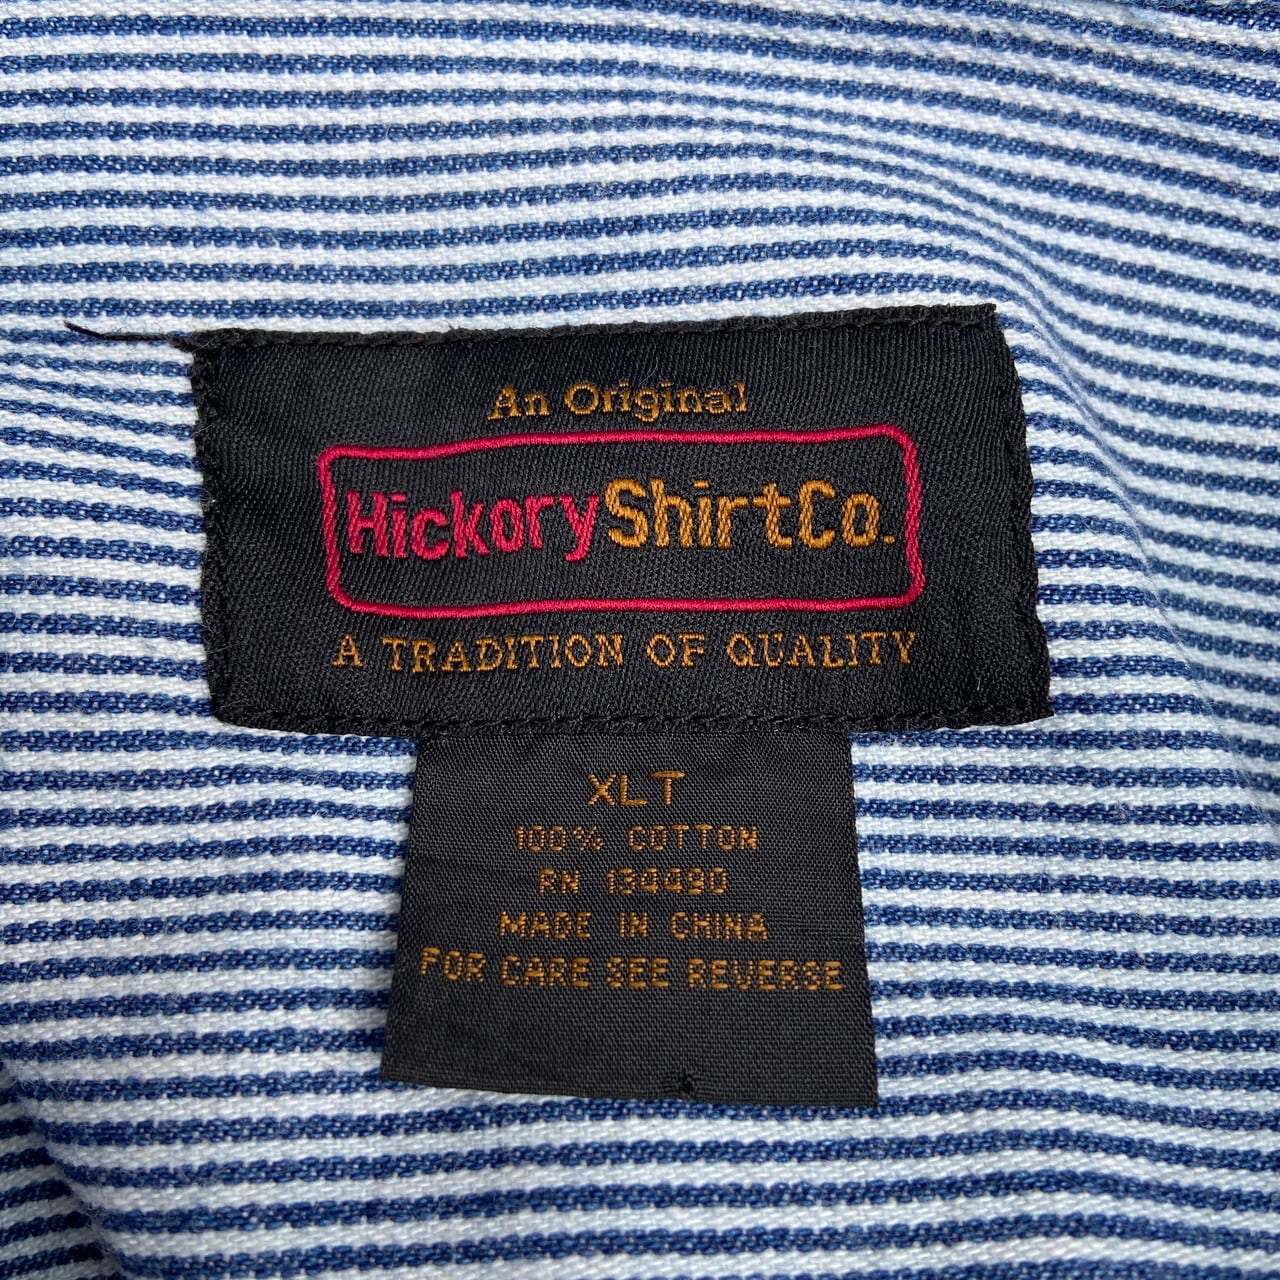 An Original
HickoryShirtCo.
A TRADITION OF QUALITY
XLT
100% COTTON
RN 134490
MADE IN CHINA
FOR CARE SEE REVERSE